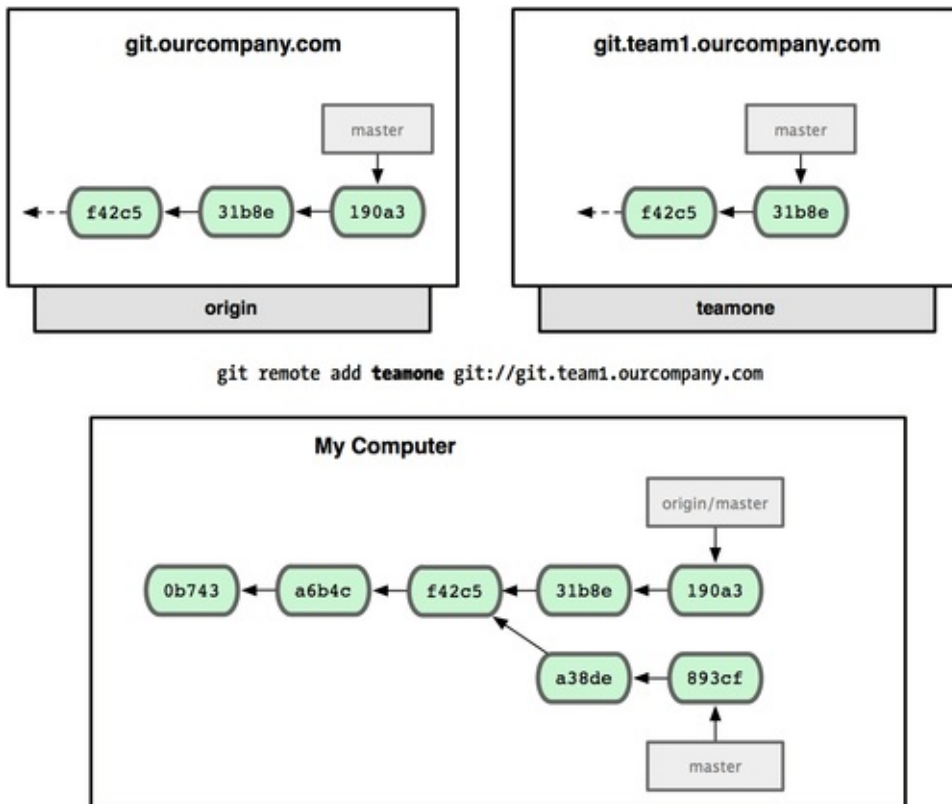 git.ourcompany.com
master
f42c5
31b8e
190a3
origin
git.team1.ourcompany.com
master
f42c5
31b8e
teamone
git remote add teamone git://git.team1.ourcompany.com
My Computer
origin/master
0b743
a6b4c
f42c5
31b8e
190a3
a38de
893cf
master